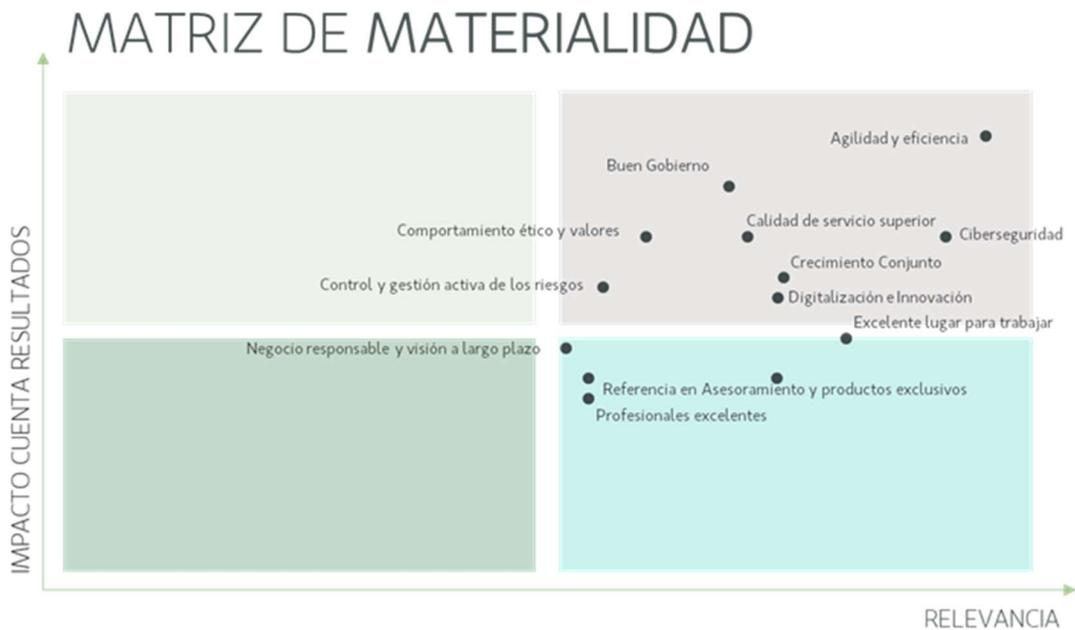 MATRIZ DE MATERIALIDAD
IMPACTO CUENTA RESULTADOS
Agilidad y eficiencia
Buen Gobierno
Calidad de servicio superior
Comportamiento ético y valores
Ciberseguridad
Crecimiento Conjunto
Control y gestión activa de los riesgos
Digitalización e Innovación
Excelente lugar para trabajar
Negocio responsable y visión a largo plazo
Referencia en Asesoramiento y productos exclusivos
Profesionales excelentes
RELEVANCIA